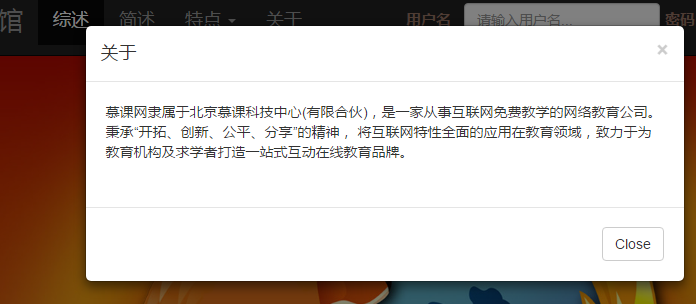 馆 综述 简述 特点 关于 用户名 请输入用户名 密码
关于 ×
慕课网隶属于北京慕课科技中心(有限合伙)，是一家从事互联网免费教学的网络教育公司。
秉承“开拓、创新、公平、分享”的精神， 将互联网特性全面的应用在教育领域，致力于为
教育机构及求学者打造一站式互动在线教育品牌。
Close